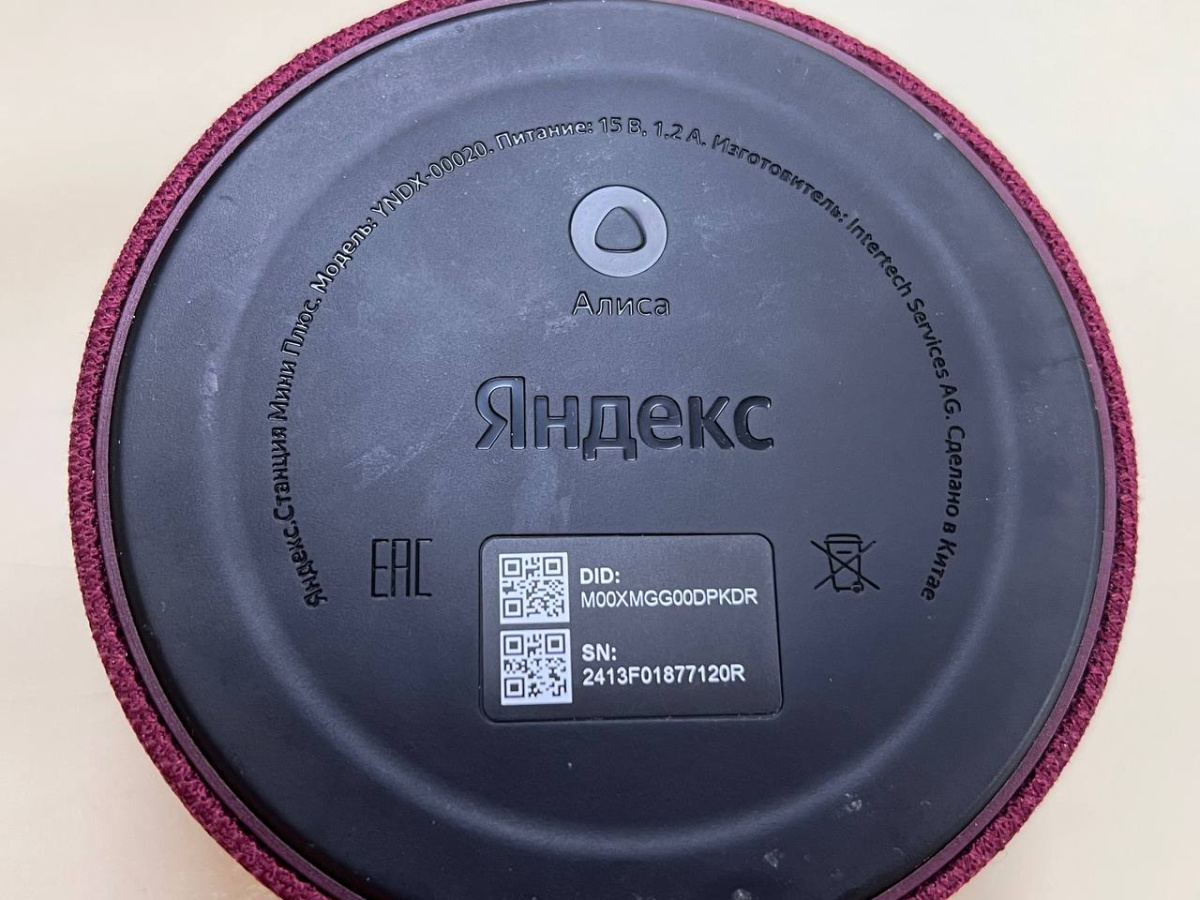 Яндекс.Станция Мини Плюс. Модель: YNDX-00020. Питание: 15 В, 1.2 А. Изготовитель: Intertech Services AG. Сделано в Китае
Алиса
Яндекс
EAC
DID:
M00XMGG00DPKDR
SN:
2413F01877120R